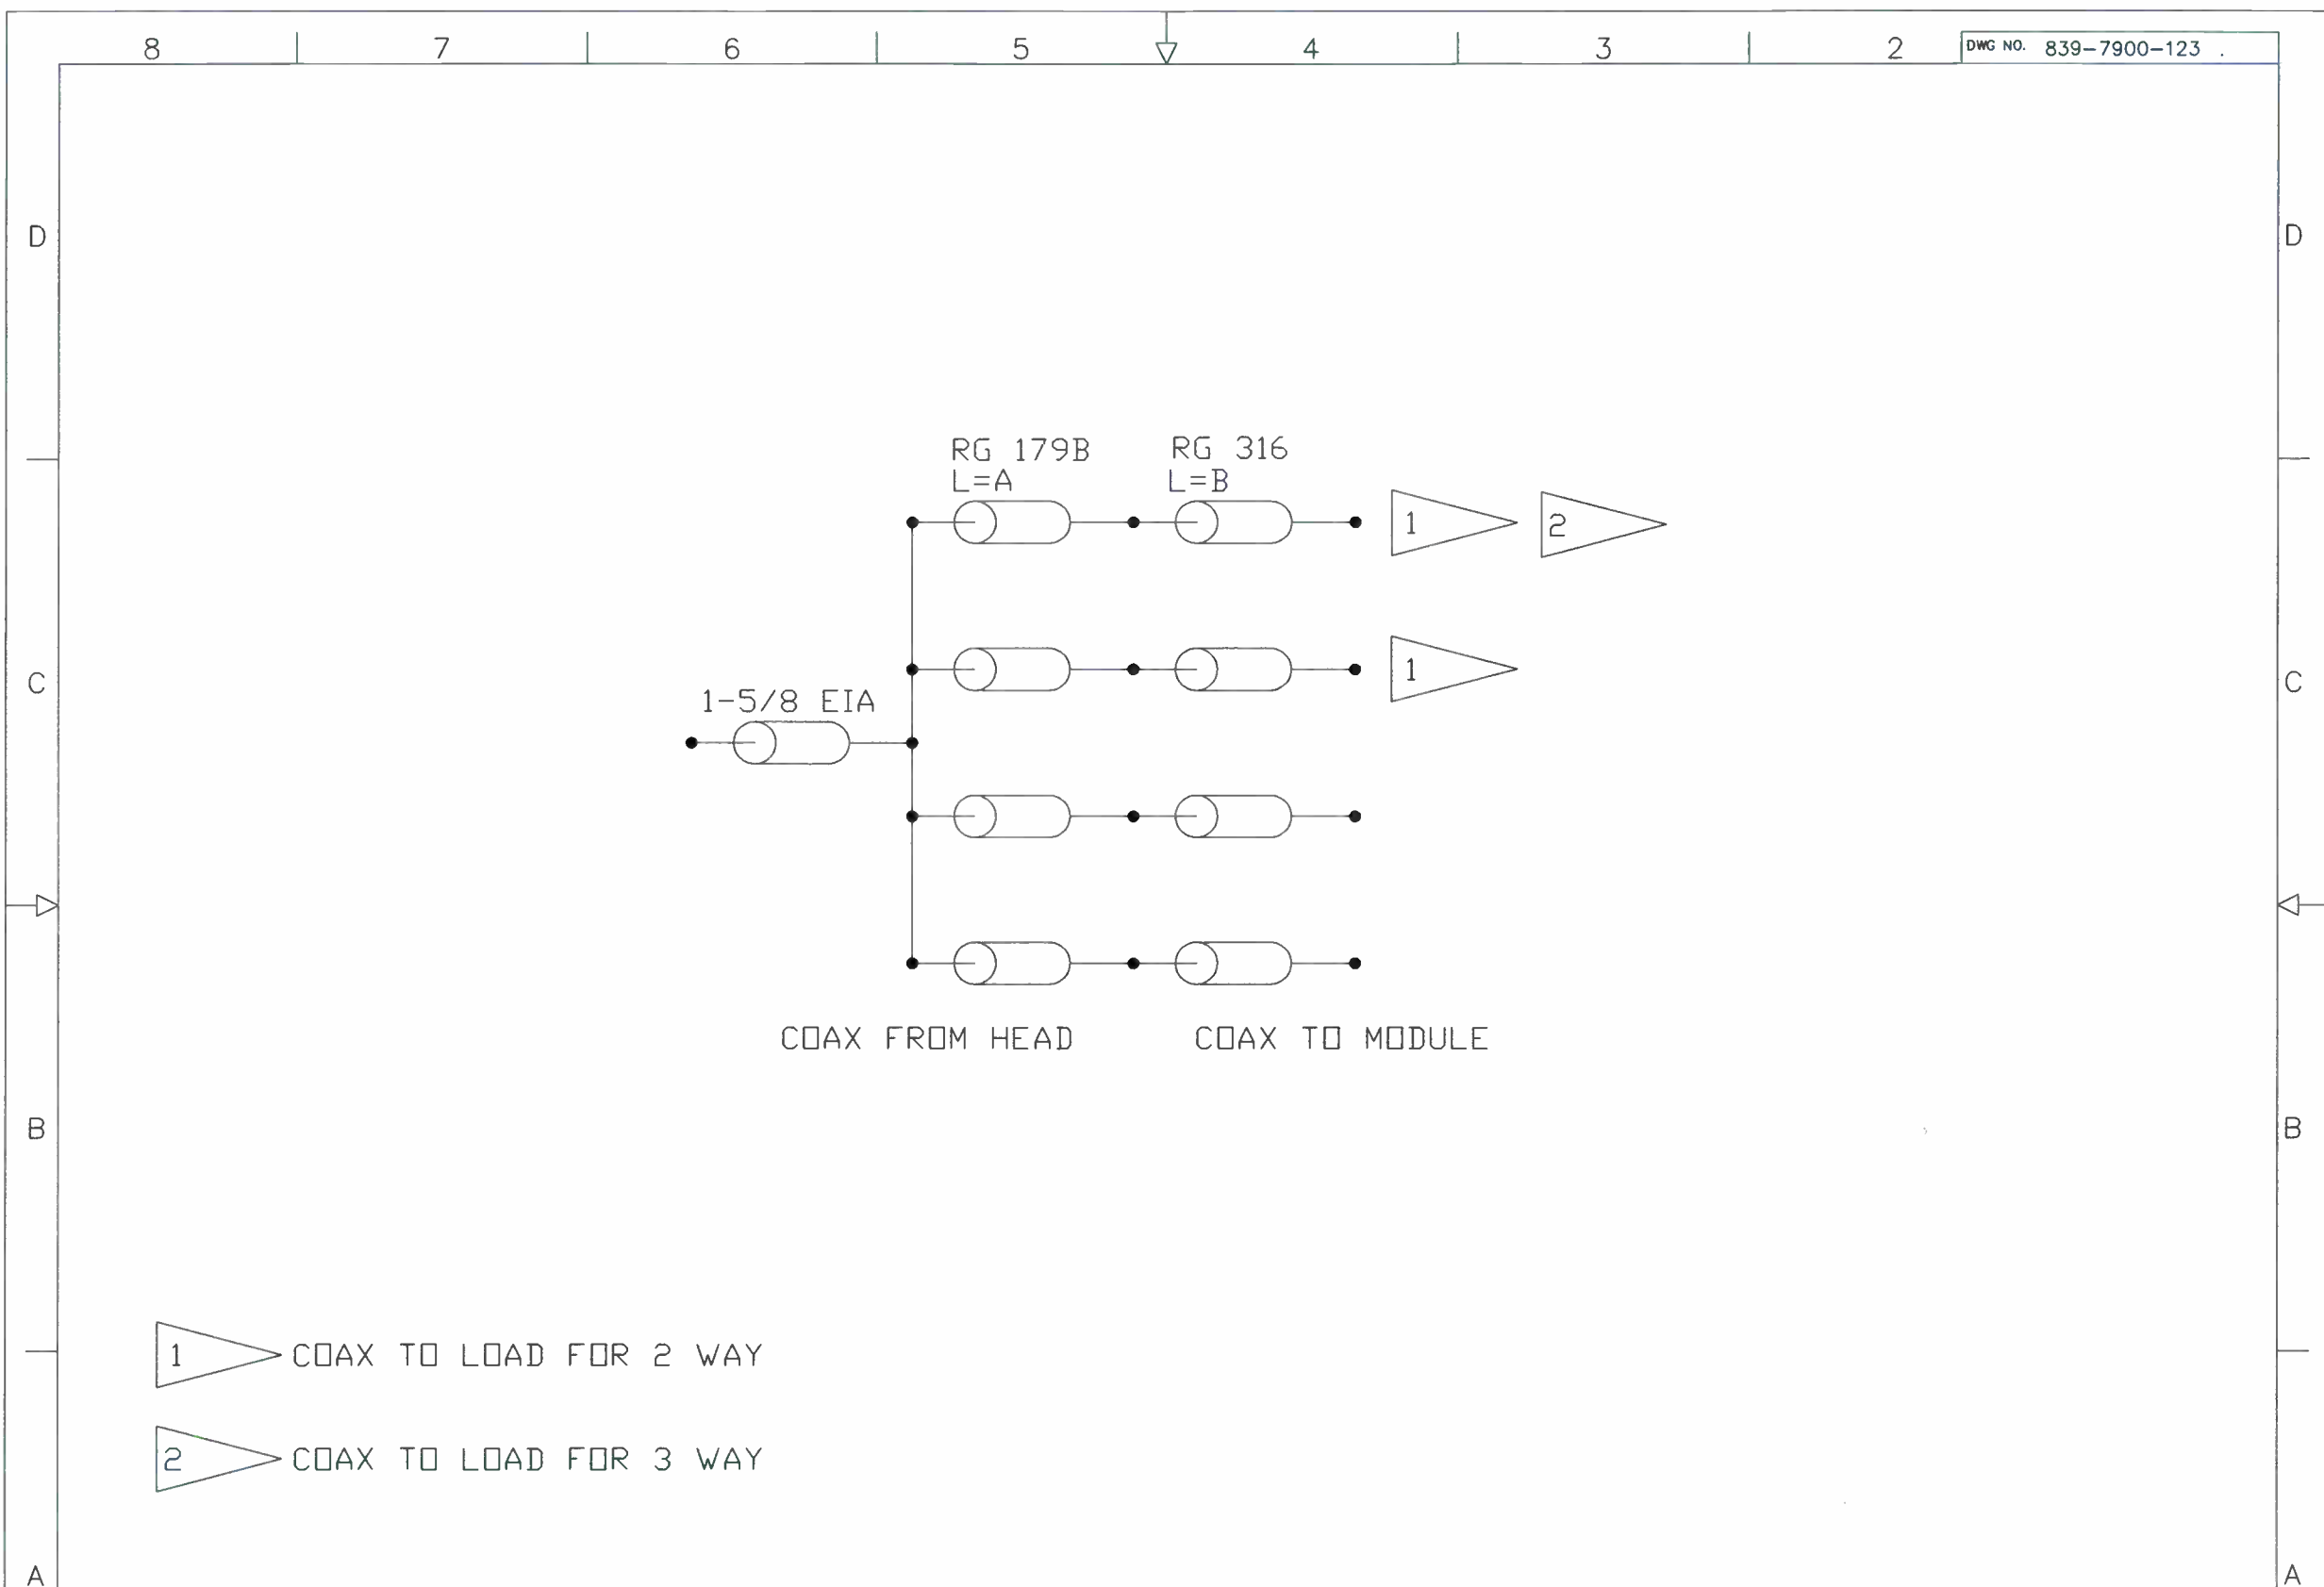 8 7 6 5 4 3 2 DWG NO. 839-7900-123 .
D D
RG 179B RG 316
L=A L=B
1 2
1
C C
1-5/8 EIA
COAX FROM HEAD COAX TO MODULE
B B
1 COAX TO LOAD FOR 2 WAY
2 COAX TO LOAD FOR 3 WAY
A A